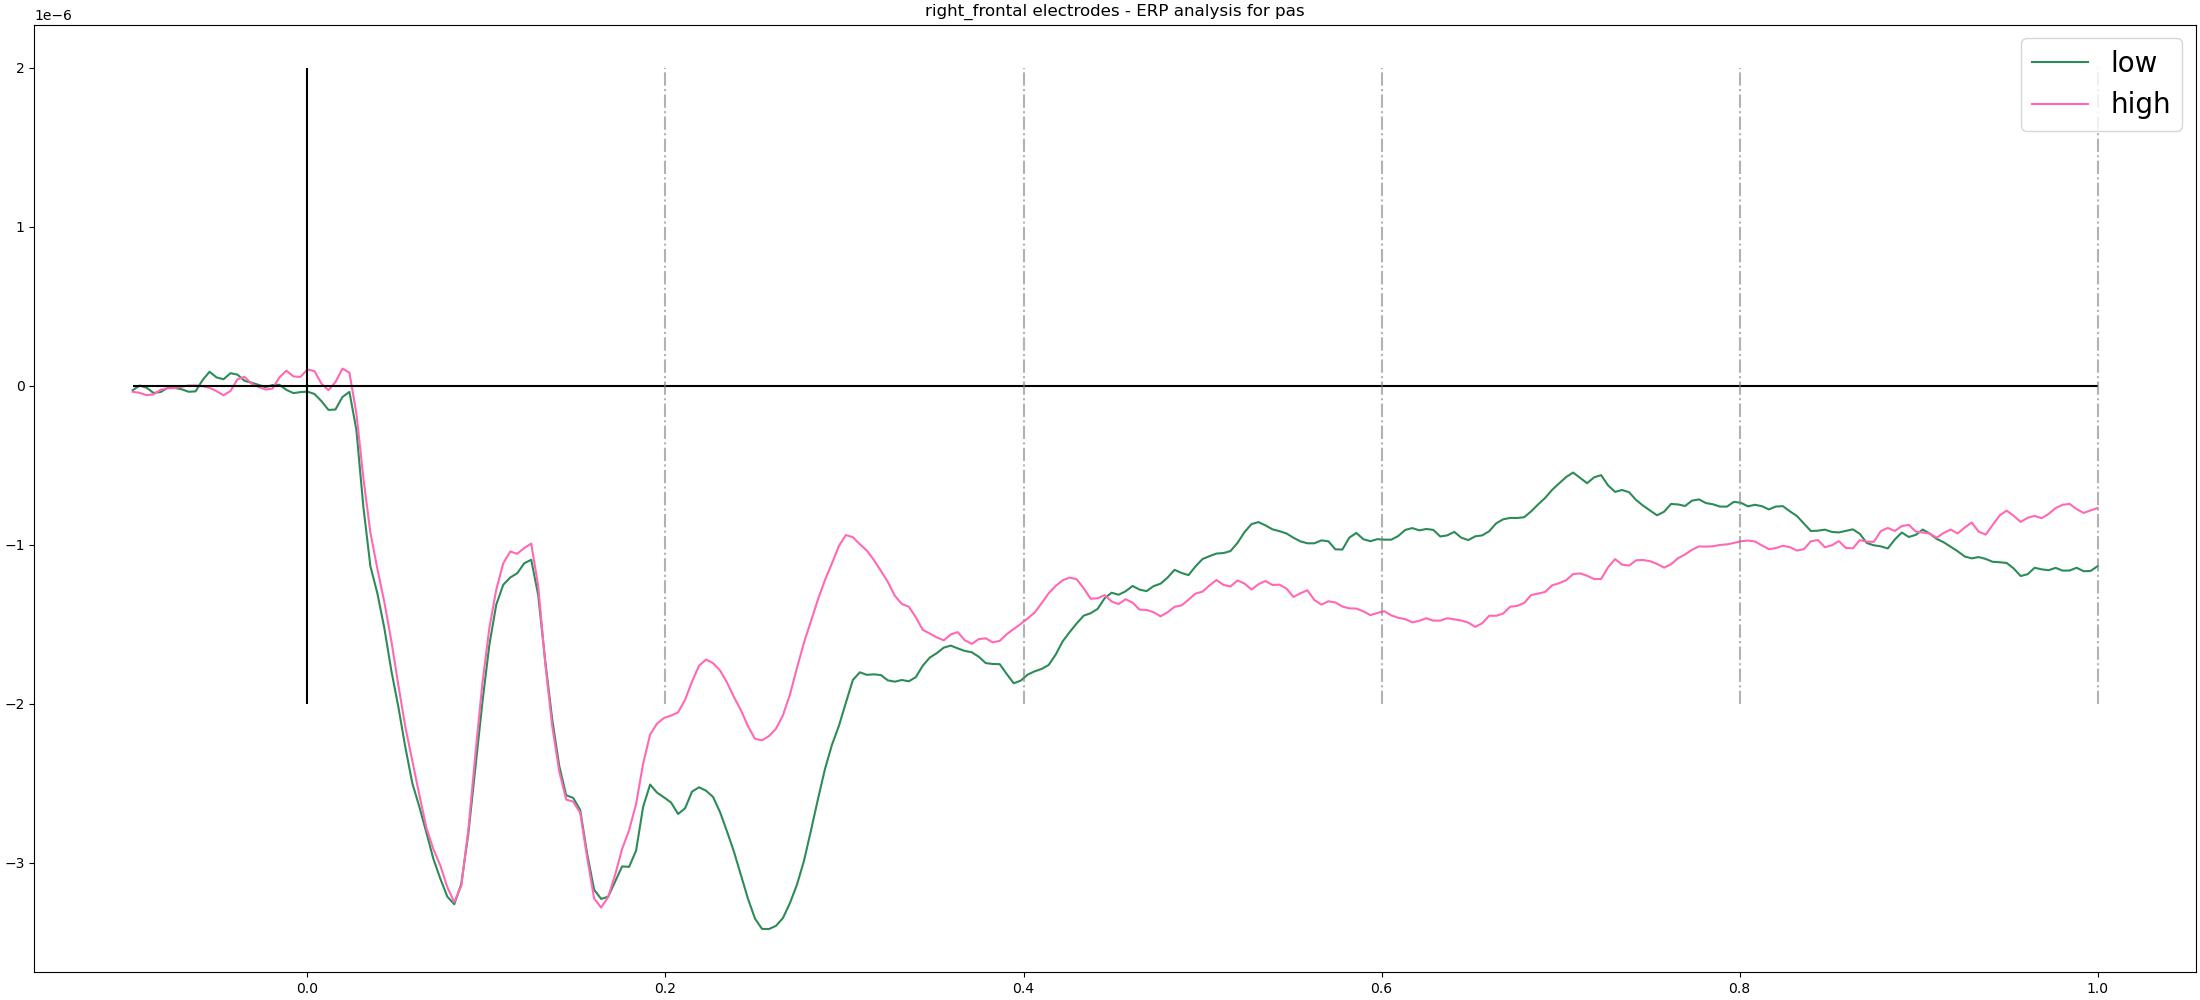 right_frontal electrodes - ERP analysis for pas
1e−6
low
high
2
1
0
−1
−2
−3
0.0 0.2 0.4 0.6 0.8 1.0